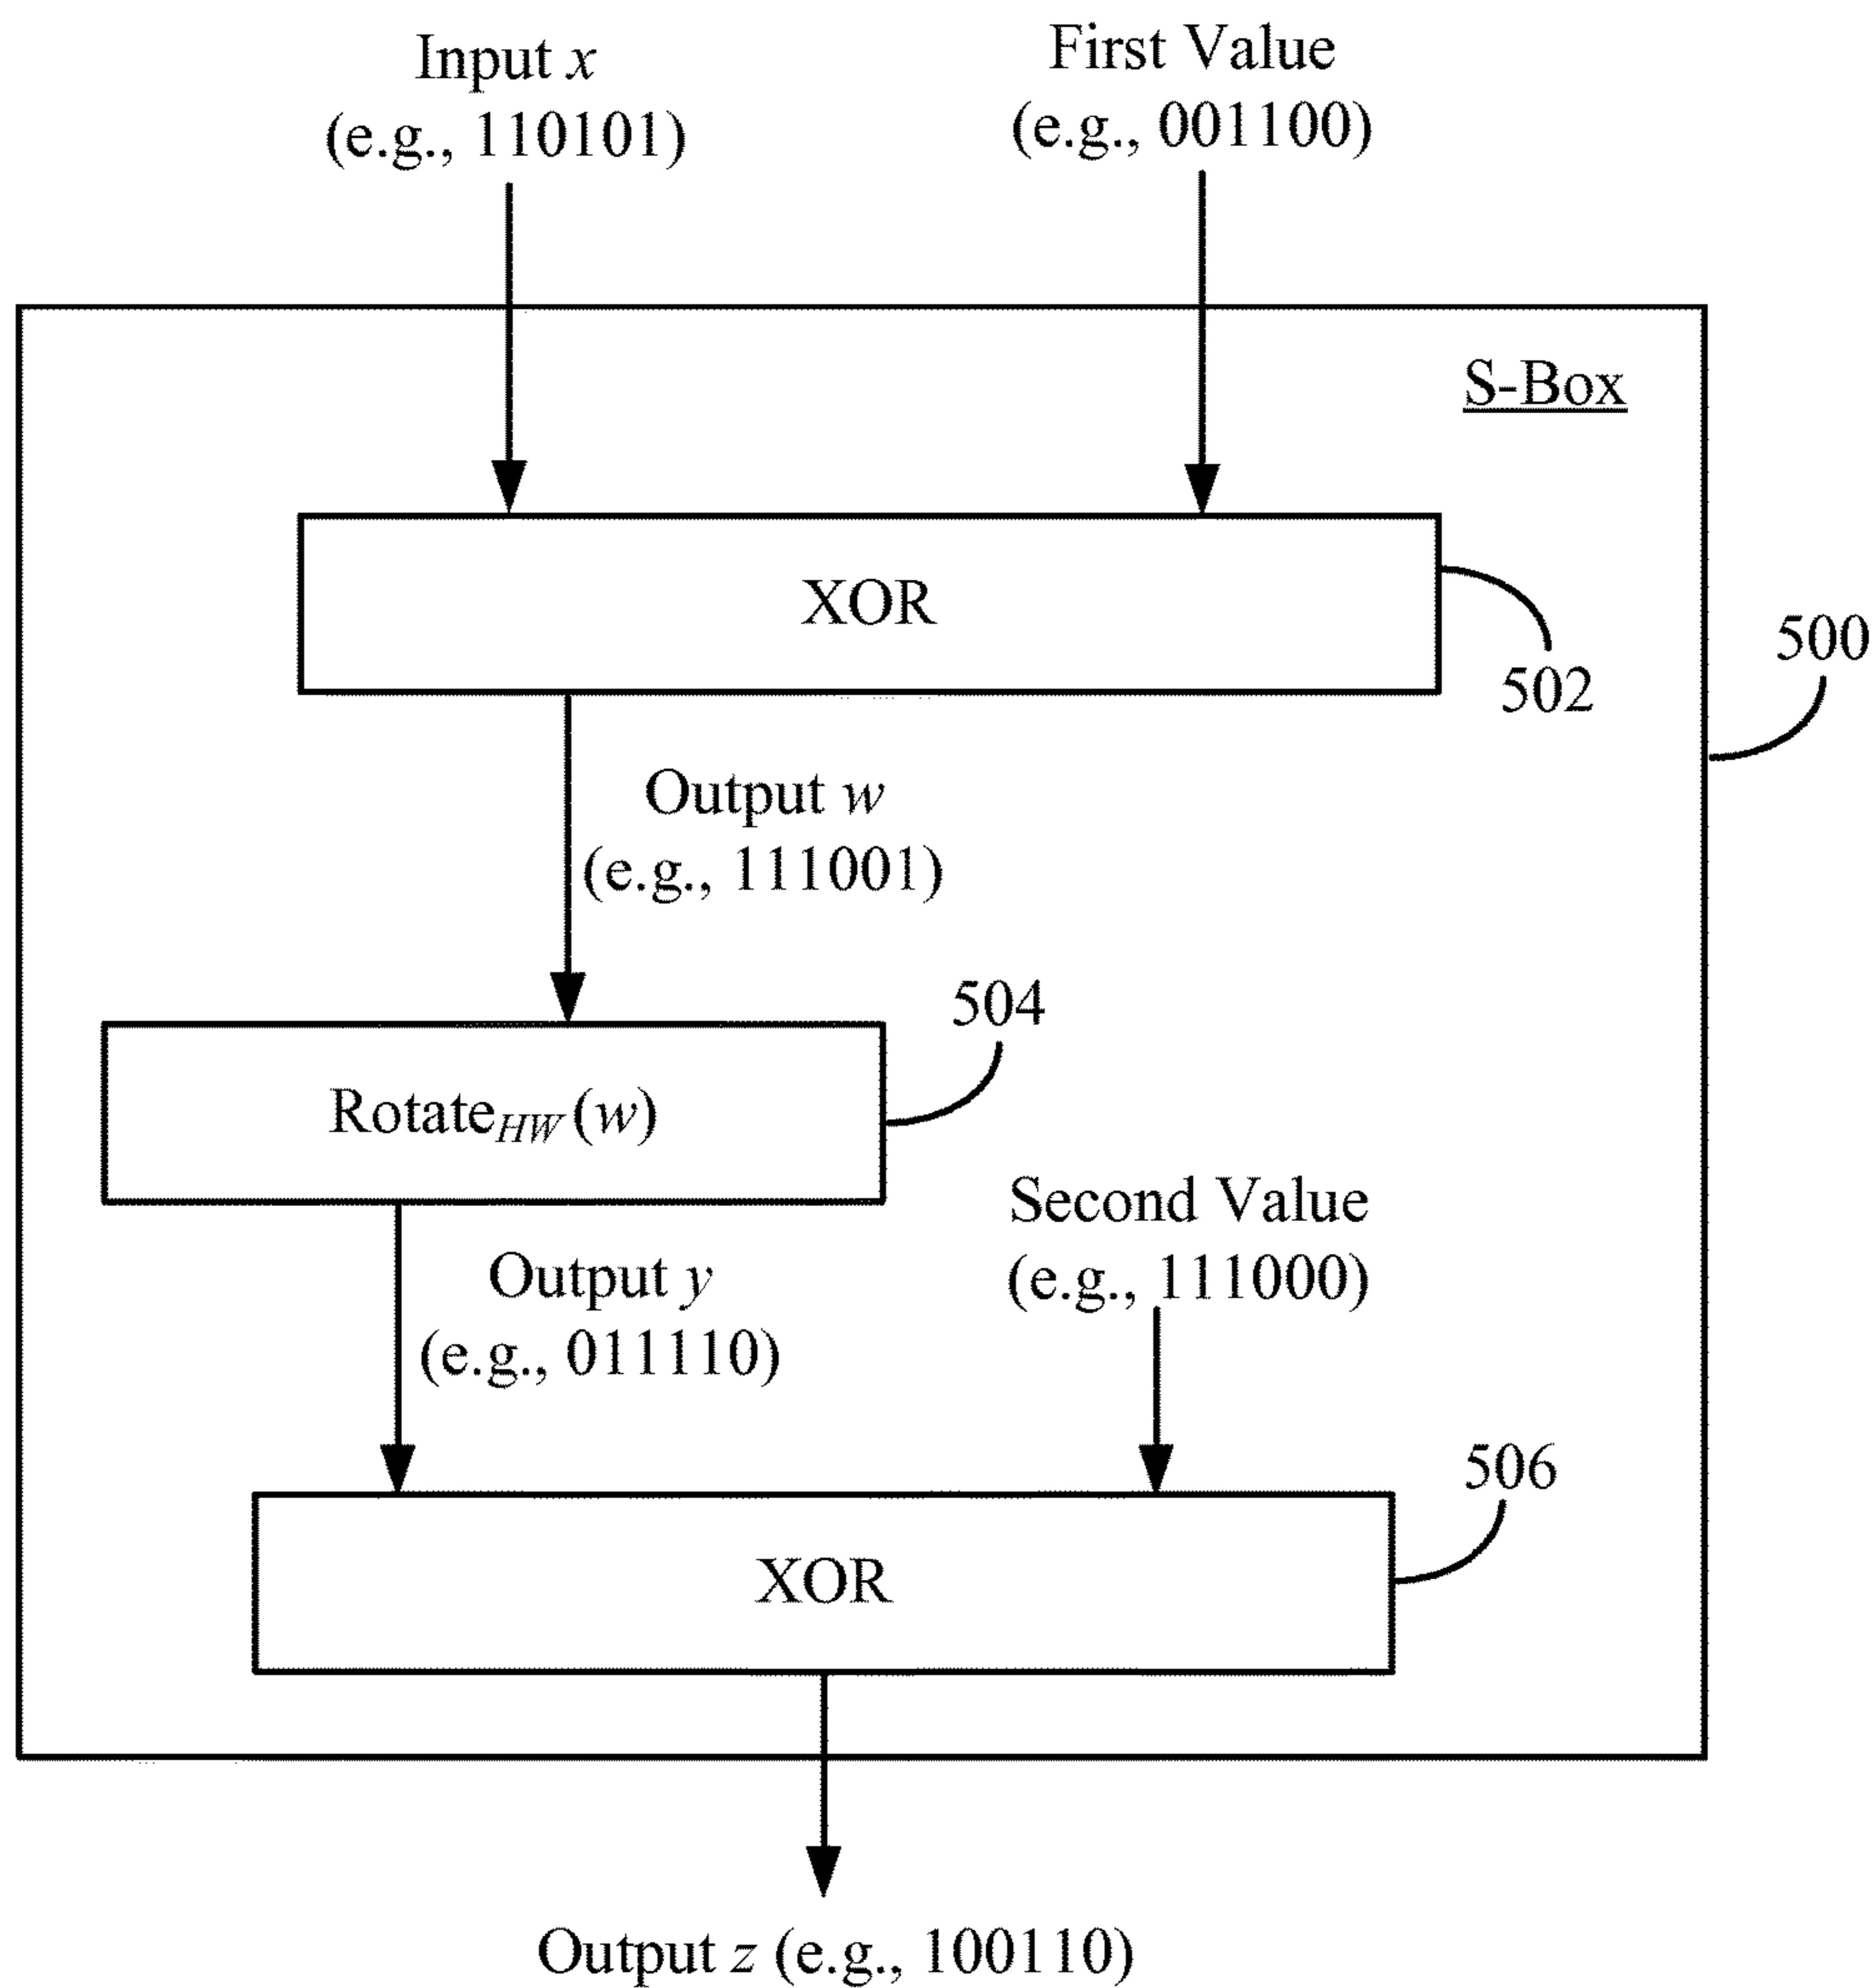 Input x
(e.g., 110101)
First Value
(e.g., 001100)
S-Box
XOR
502
500
Output w
(e.g., 111001)
504
Rotate_HW(w)
Second Value
(e.g., 111000)
Output y
(e.g., 011110)
506
XOR
Output z (e.g., 100110)